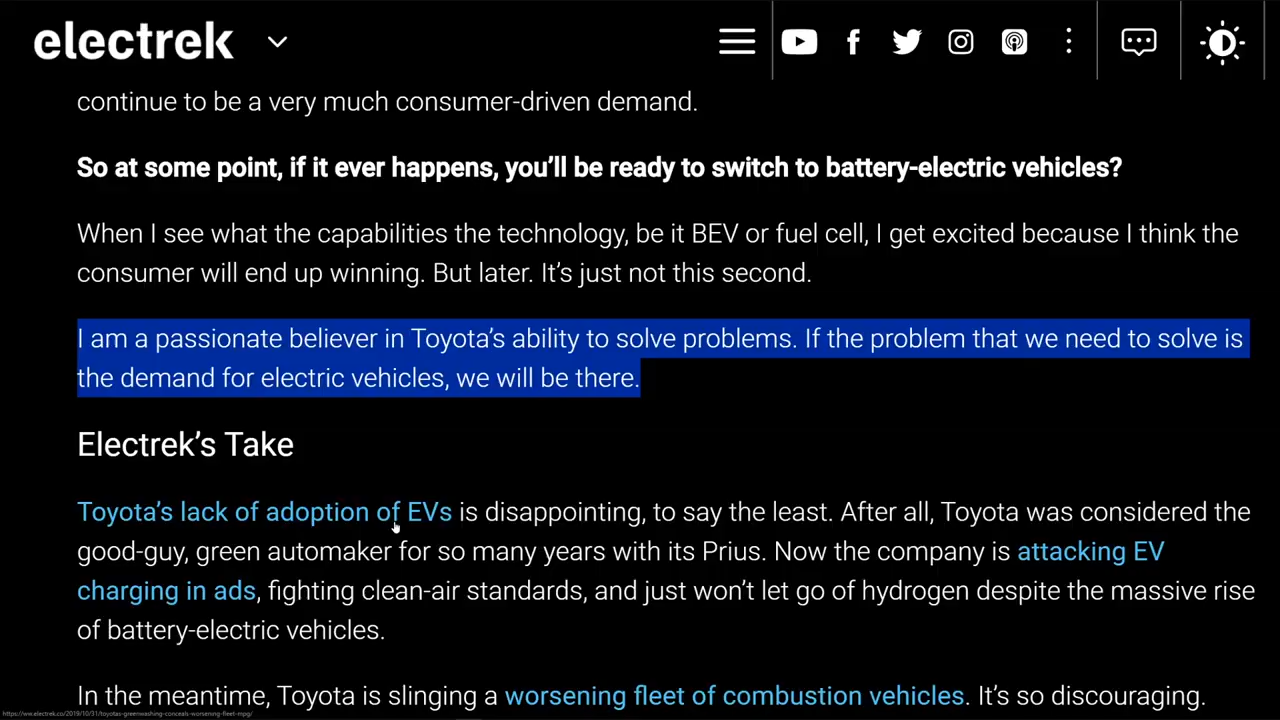 electrek
continue to be a very much consumer-driven demand.
So at some point, if it ever happens, you’ll be ready to switch to battery-electric vehicles?
When I see what the capabilities the technology, be it BEV or fuel cell, I get excited because I think the
consumer will end up winning. But later. It’s just not this second.
I am a passionate believer in Toyota’s ability to solve problems. If the problem that we need to solve is
the demand for electric vehicles, we will be there.
Electrek’s Take
Toyota’s lack of adoption of EVs is disappointing, to say the least. After all, Toyota was considered the
good-guy, green automaker for so many years with its Prius. Now the company is attacking EV
charging in ads, fighting clean-air standards, and just won’t let go of hydrogen despite the massive rise
of battery-electric vehicles.
In the meantime, Toyota is slinging a worsening fleet of combustion vehicles. It’s so discouraging.